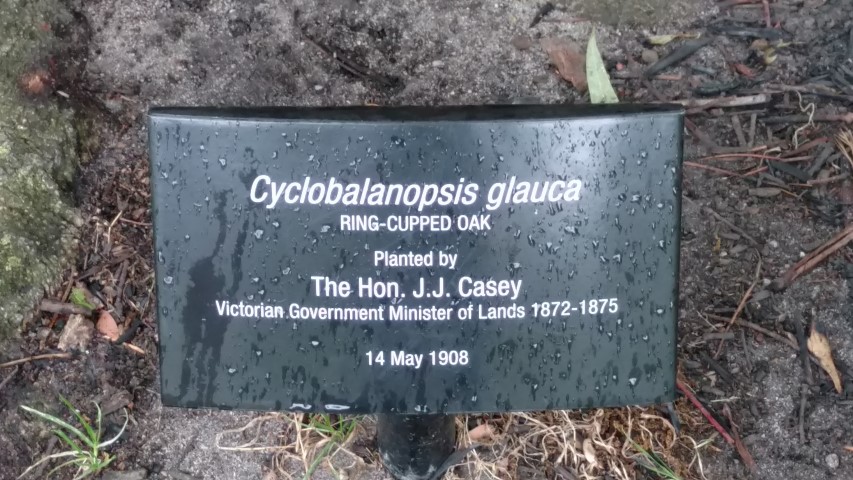 Cyclobalanopsis glauca
RING-CUPPED OAK
Planted by
The Hon. J.J. Casey
Victorian Government Minister of Lands 1872-1875
14 May 1908